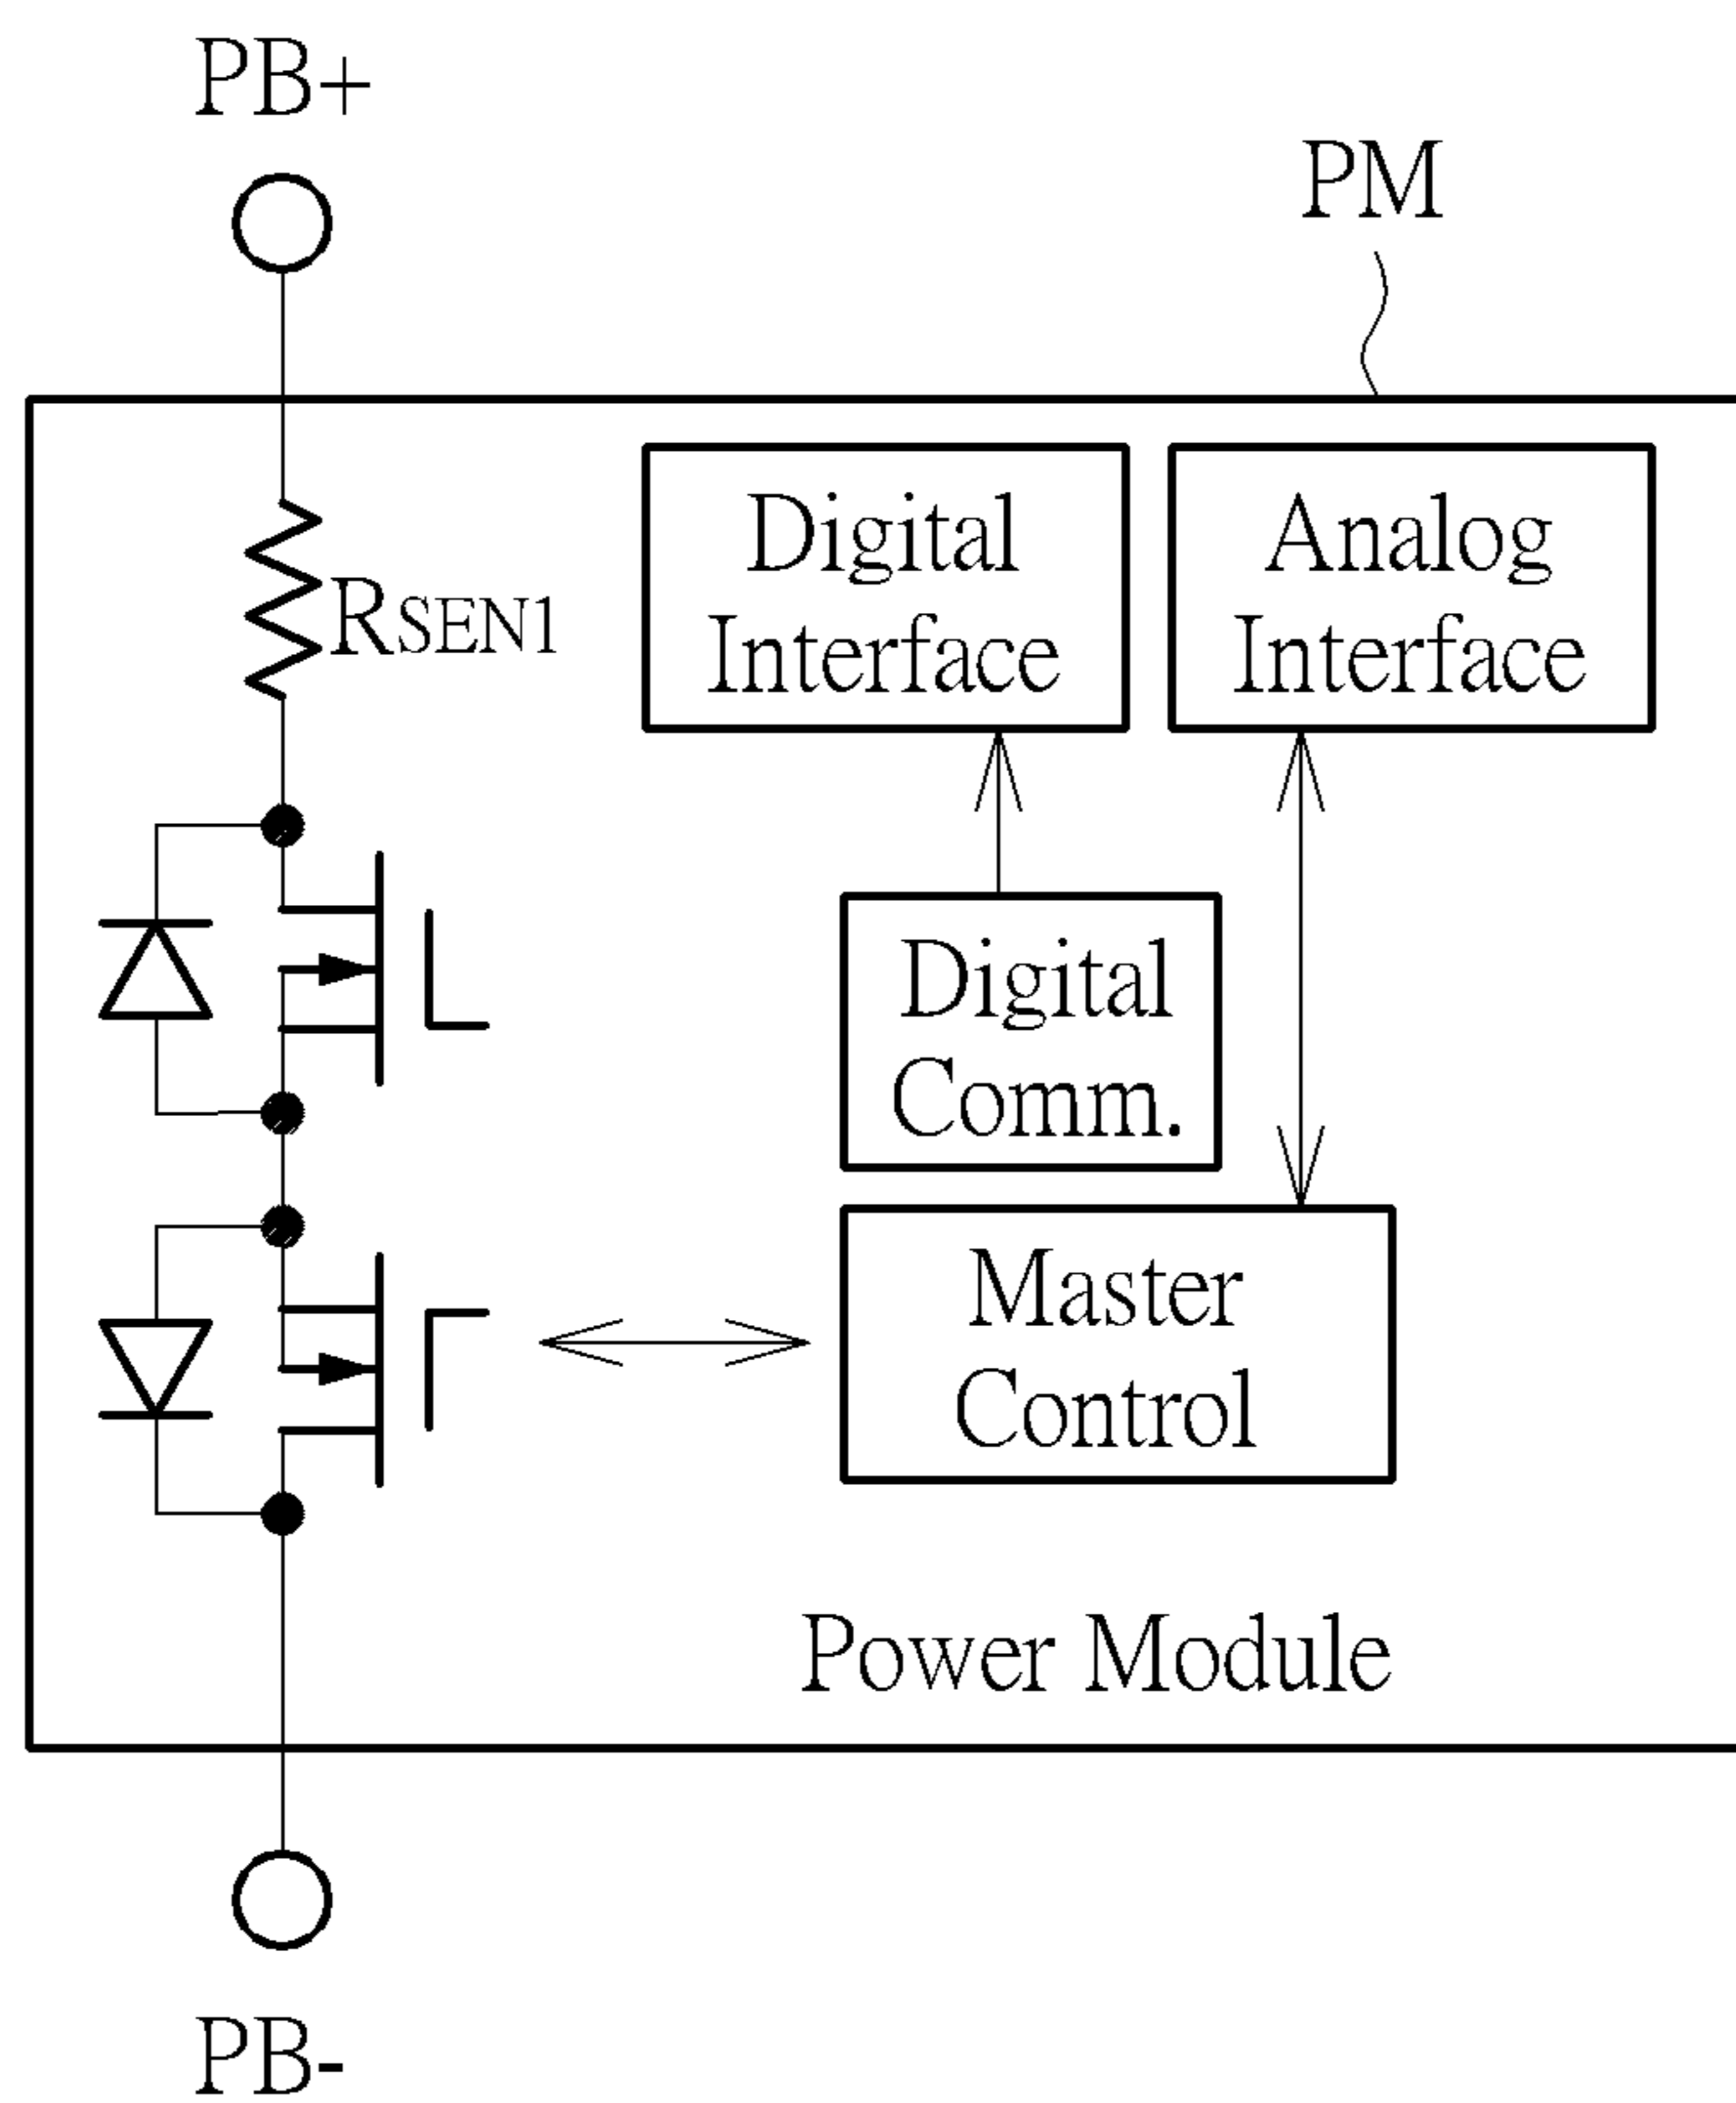 PB+
PM
Digital
Interface
Analog
Interface
RSEN1
Digital
Comm.
Master
Control
Power Module
PB-